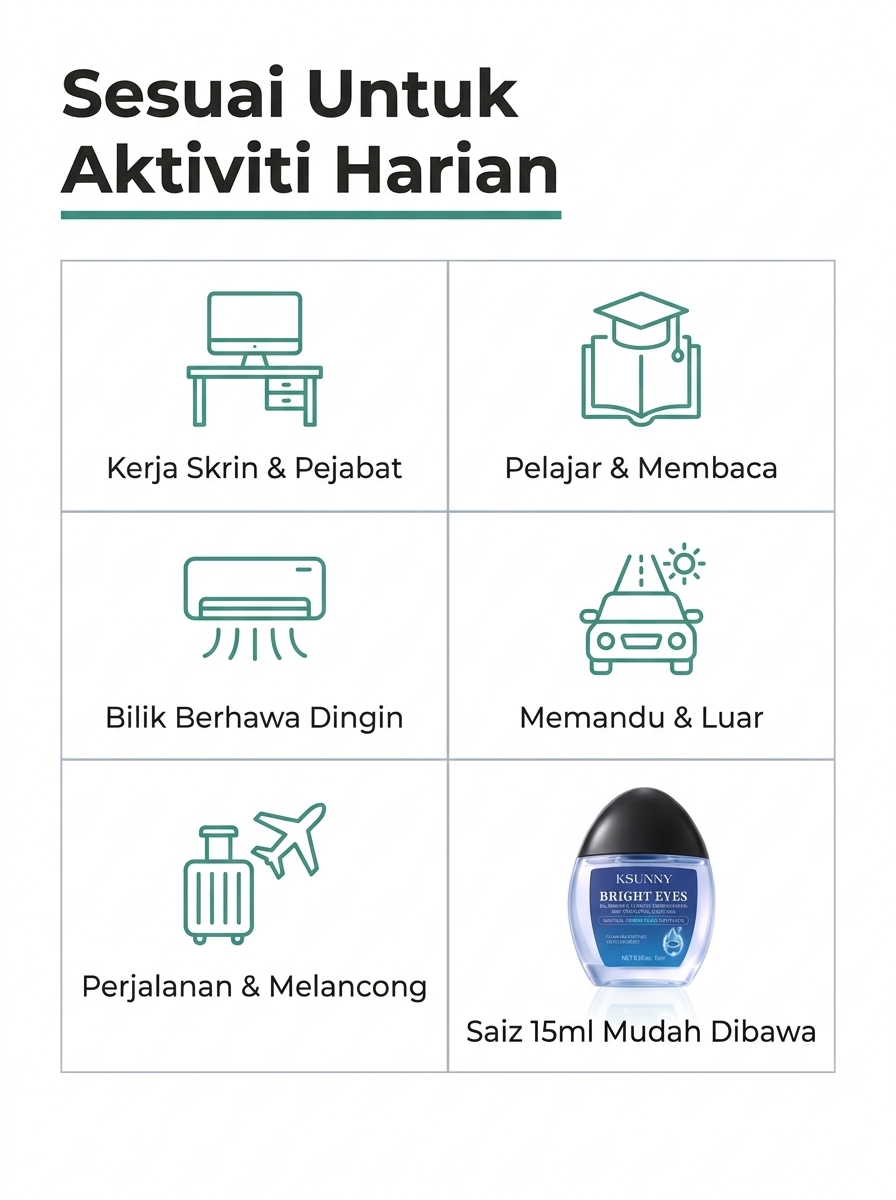 Sesuai Untuk
Aktiviti Harian
Kerja Skrin & Pejabat
Pelajar & Membaca
Bilik Berhawa Dingin
Memandu & Luar
Perjalanan & Melancong
KSUNNY
BRIGHT EYES
Saiz 15ml Mudah Dibawa